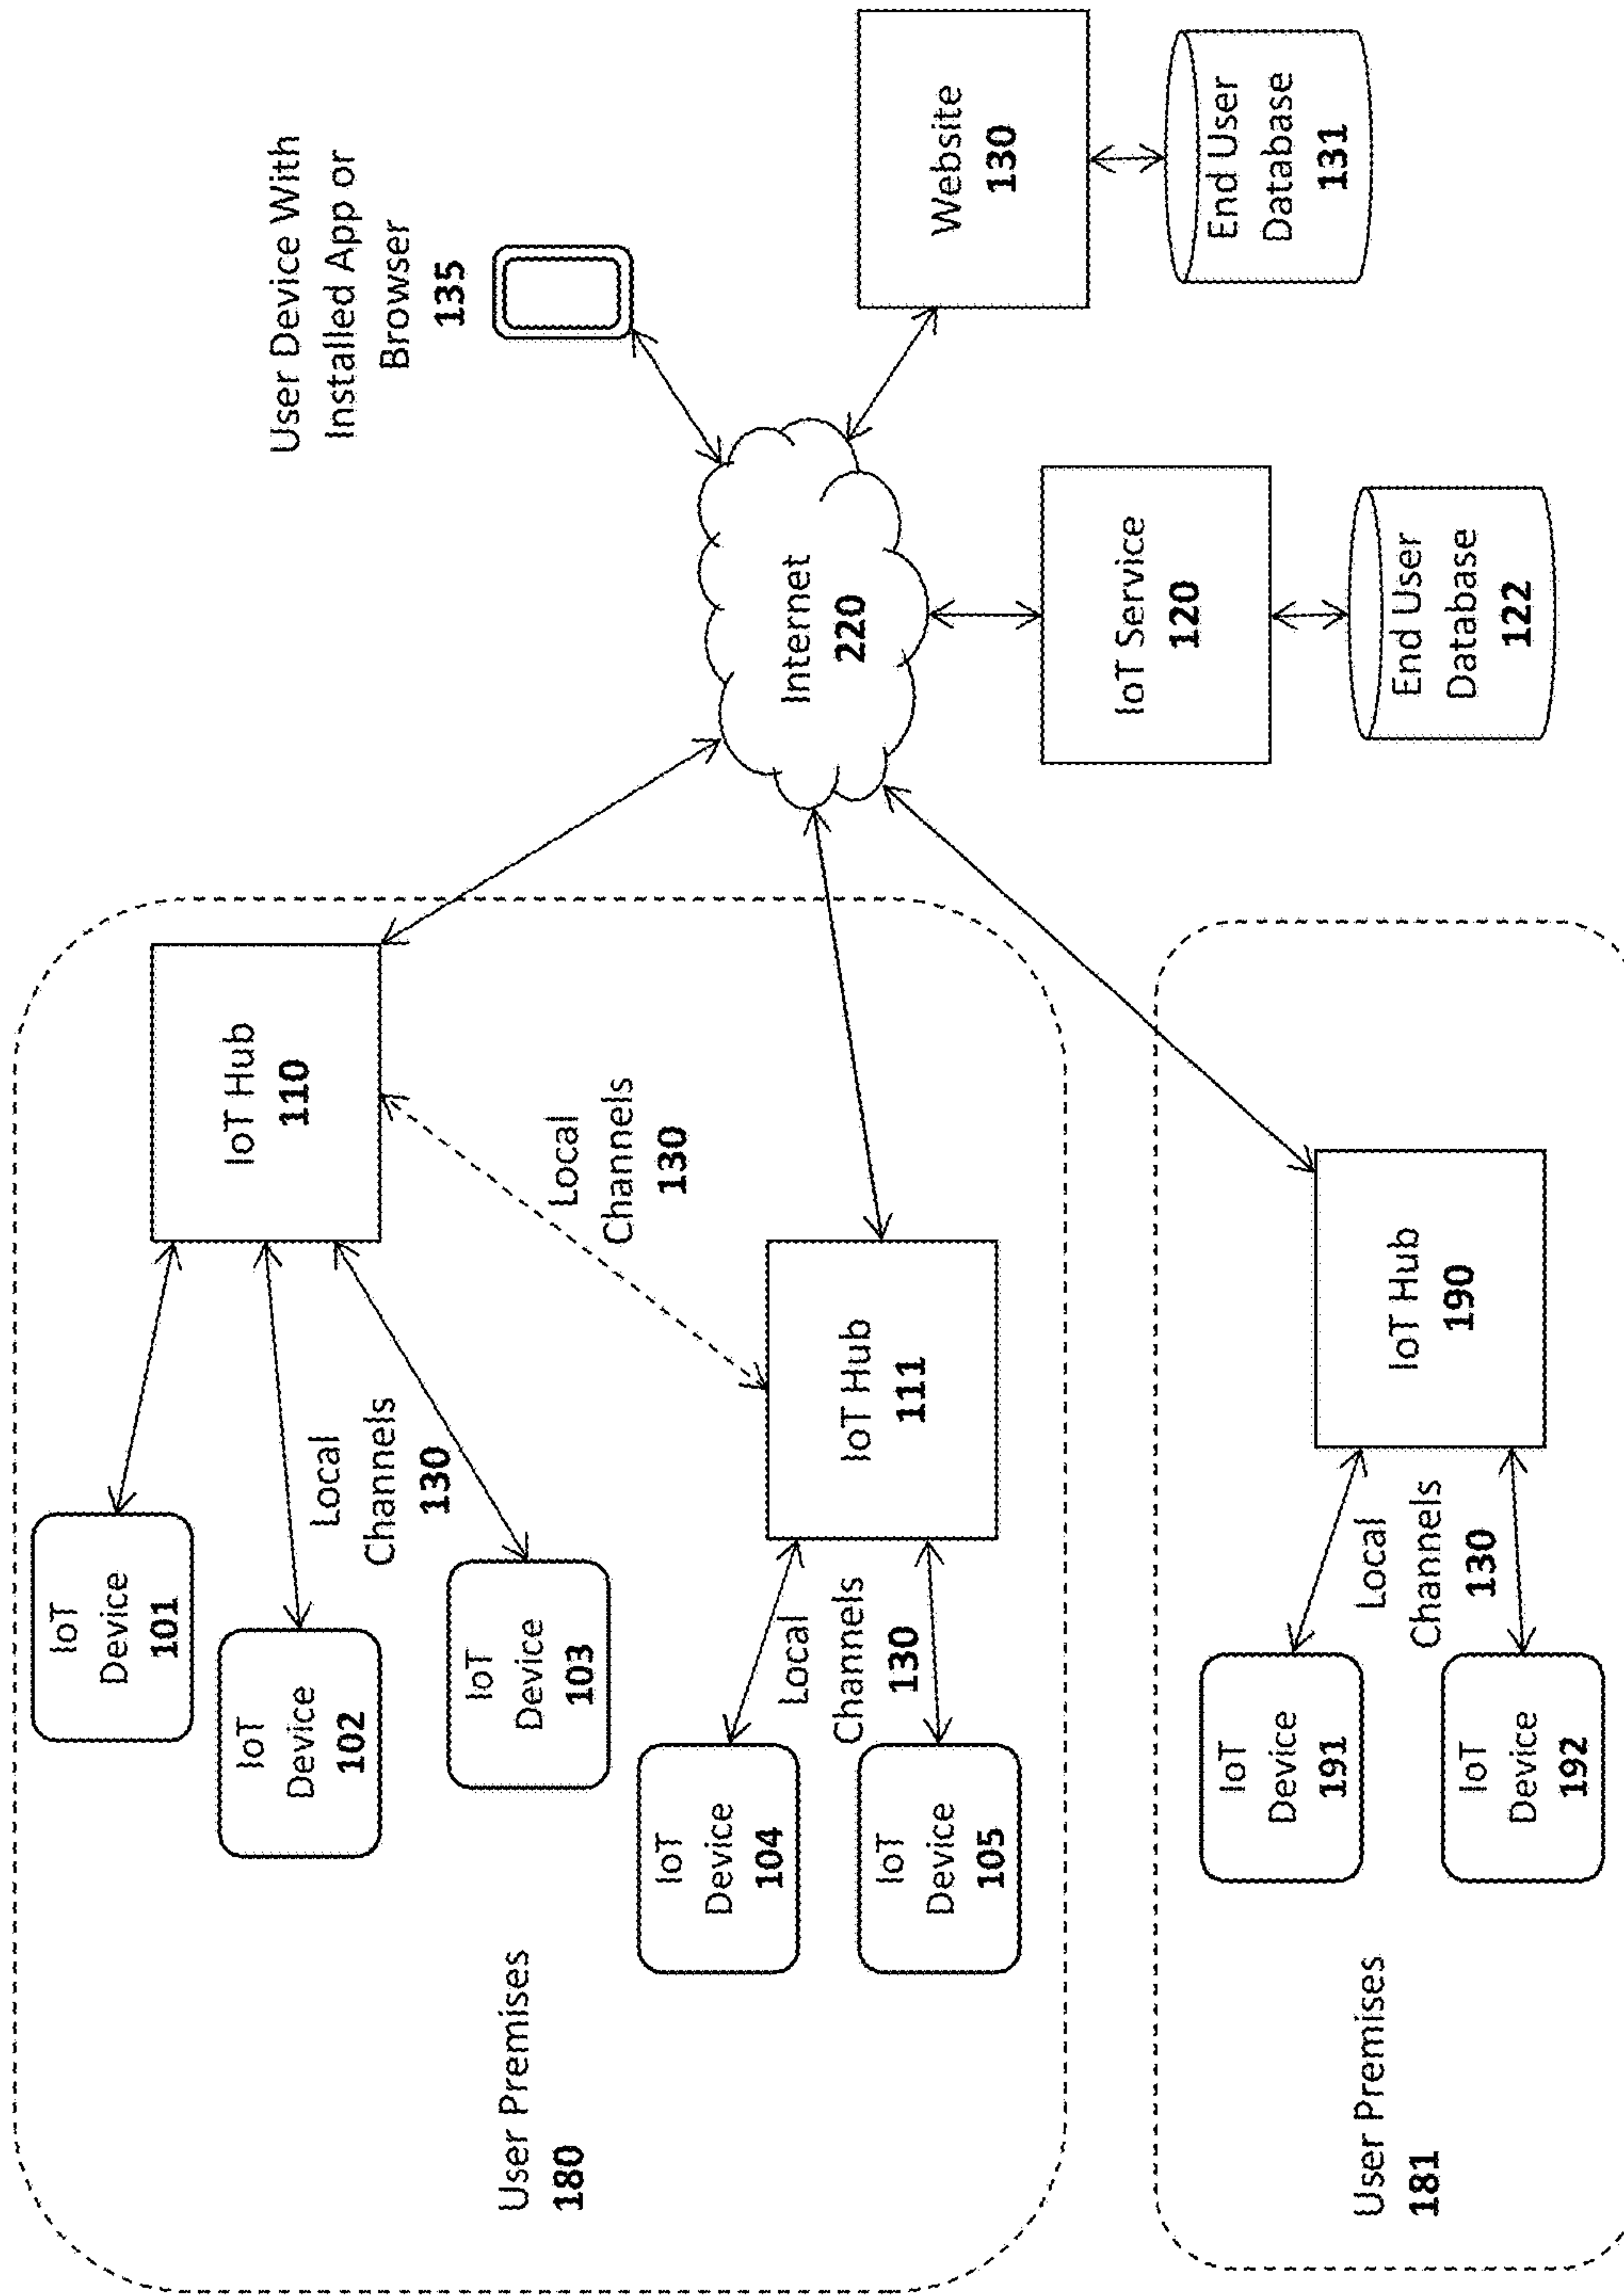 User Device With
Installed App or
Browser
135
Website
130
End User
Database
131
Internet
220
IoT Service
120
End User
Database
122
User Premises
180
IoT Hub
110
IoT
Device
101
IoT
Device
102
Local
Channels
130
IoT
Device
103
Local
Channels
130
IoT Hub
111
IoT
Device
104
Local
Channels
130
IoT
Device
105
User Premises
181
IoT Hub
190
IoT
Device
191
Local
Channels
130
IoT
Device
192